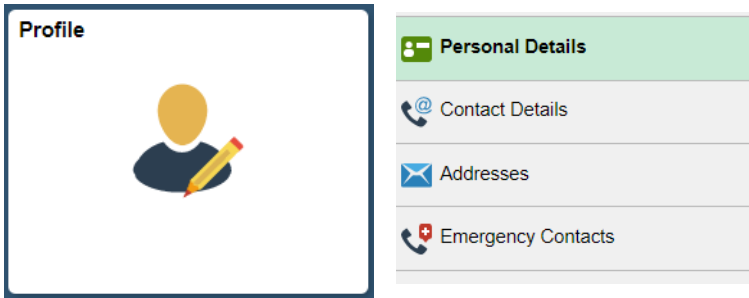 Profile
Personal Details
Contact Details
Addresses
Emergency Contacts